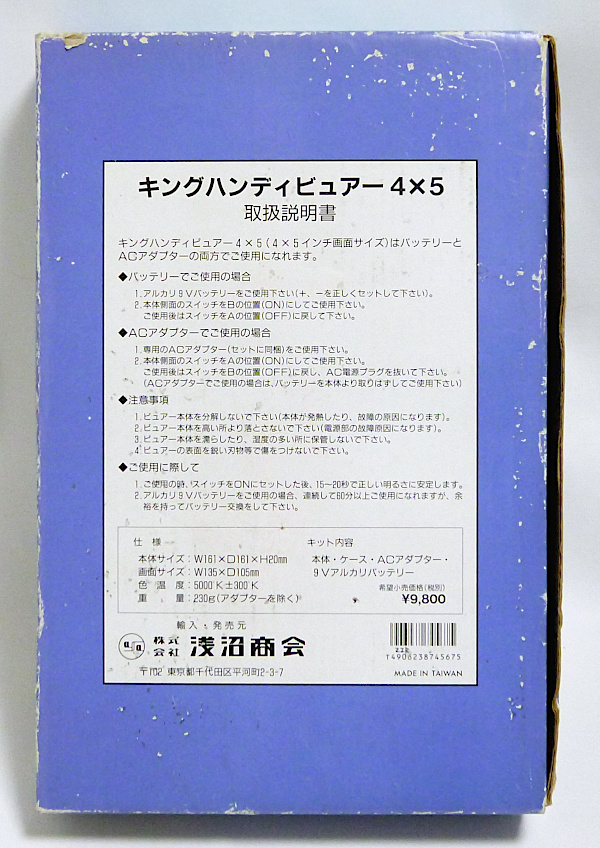 キングハンディビュアー4×5
取扱説明書
キングハンディビュアー4×5(4×5インチ画面サイズ)はバッテリーと
ACアダプターの両方でご使用になれます。
◆バッテリーでご使用の場合
1.アルカリ9Vバッテリーをご使用下さい(+、−を正しくセットして下さい)。
2.本体側面のスイッチをBの位置(ON)にしてご使用下さい。
ご使用後はスイッチをAの位置(OFF)に戻して下さい。
◆ACアダプターでご使用の場合
1.専用のACアダプター(セットに同梱)をご使用下さい。
2.本体側面のスイッチをAの位置(ON)にしてご使用下さい。
ご使用後はスイッチをBの位置(OFF)に戻し、AC電源プラグを抜いて下さい。
(ACアダプターでご使用の場合は、バッテリーを本体より取りはずしてご使用下さい)
◆注意事項
1.ビュアー本体を分解しないで下さい(本体が発熱したり、故障の原因になります)。
2.ビュアー本体を高い所より落とさないで下さい(電源部の故障の原因になります)。
3.ビュアー本体を濡らしたり、湿度の多い所に保管しないで下さい。
4.ビュアーの表面を鋭い刃物等で傷をつけないで下さい。
◆ご使用に際して
1.ご使用の時、スイッチをONにセットした後、15〜20秒で正しい明るさに安定します。
2.アルカリ9Vバッテリーをご使用の場合、連続して60分以上ご使用になれますが、余
裕を持ってバッテリー交換をして下さい。
仕様
本体サイズ:W161×D161×H20mm
画面サイズ:W135×D105mm
色温度:5000°K±300°K
重量:230g(アダプターを除く)
キット内容
本体・ケース・ACアダプター・
9Vアルカリバッテリー
希望小売価格(税別)
¥9,800
輸入・発売元
a&a 株式会社 浅沼商会
〒102 東京都千代田区平河町2-3-7
4906238745675
MADE IN TAIWAN